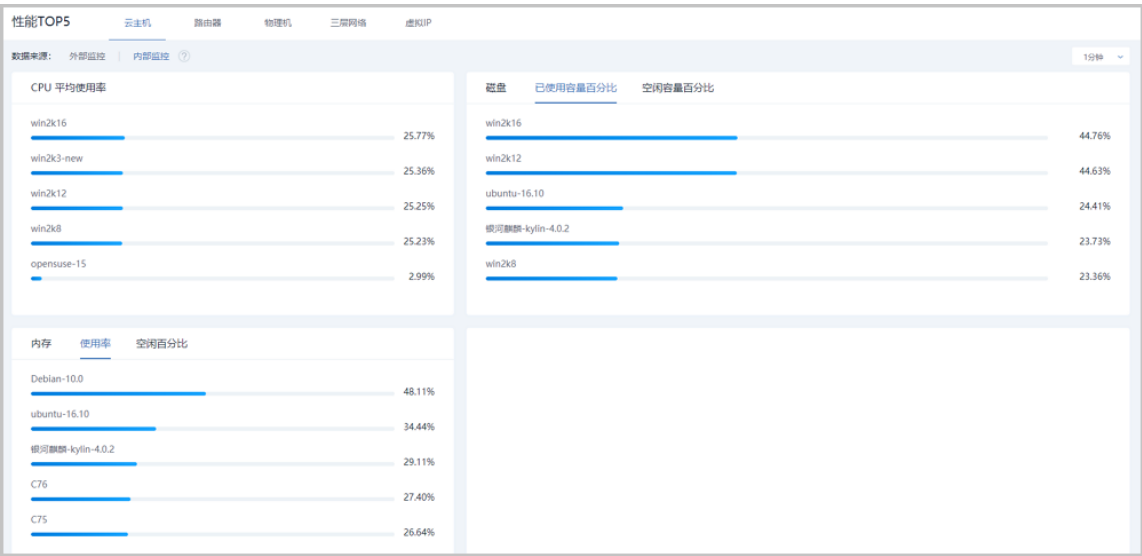 性能TOP5 云主机 路由器 物理机 三层网络 虚拟IP
数据来源： 外部监控 内部监控 ?
1分钟
CPU 平均使用率
win2k16
25.77%
win2k3-new
25.36%
win2k12
25.25%
win2k8
25.23%
opensuse-15
2.99%
磁盘 已使用容量百分比 空闲容量百分比
win2k16
44.76%
win2k12
44.63%
ubuntu-16.10
24.41%
银河麒麟-kylin-4.0.2
23.73%
win2k8
23.36%
内存 使用率 空闲百分比
Debian-10.0
48.11%
ubuntu-16.10
34.44%
银河麒麟-kylin-4.0.2
29.11%
C76
27.40%
C75
26.64%